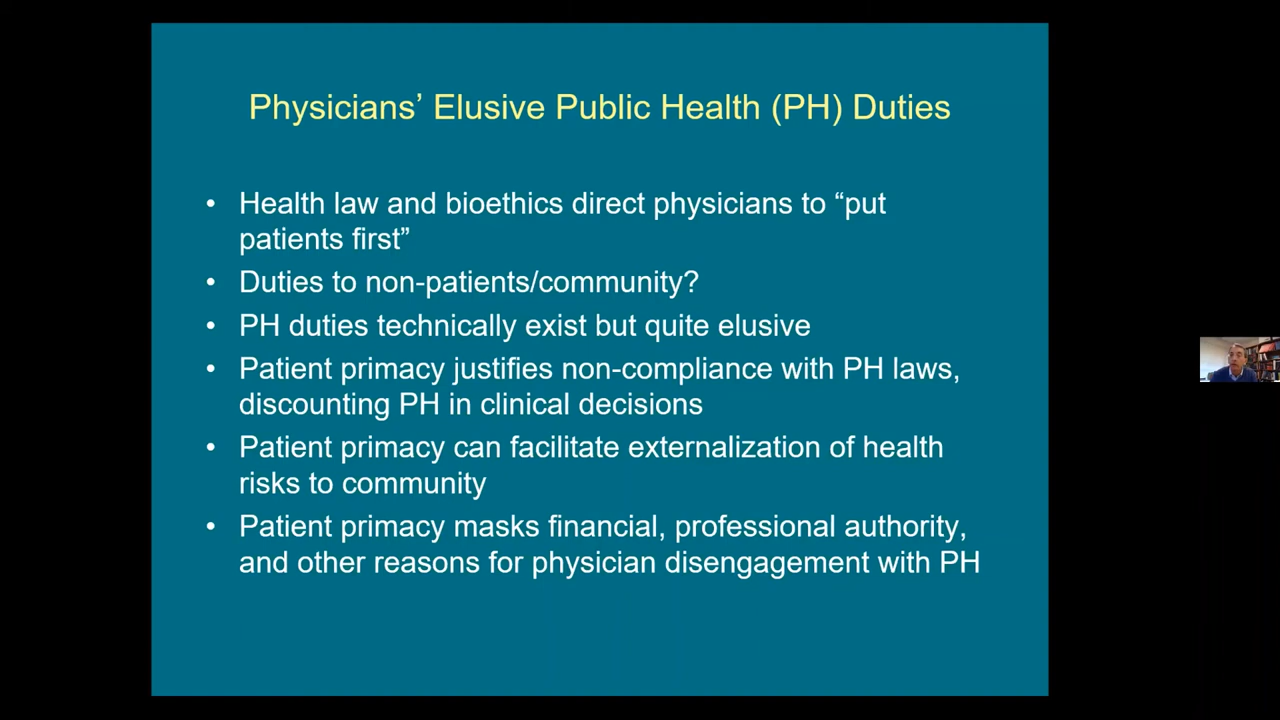 Physicians’ Elusive Public Health (PH) Duties
• Health law and bioethics direct physicians to “put
patients first”
• Duties to non-patients/community?
• PH duties technically exist but quite elusive
• Patient primacy justifies non-compliance with PH laws,
discounting PH in clinical decisions
• Patient primacy can facilitate externalization of health
risks to community
• Patient primacy masks financial, professional authority,
and other reasons for physician disengagement with PH